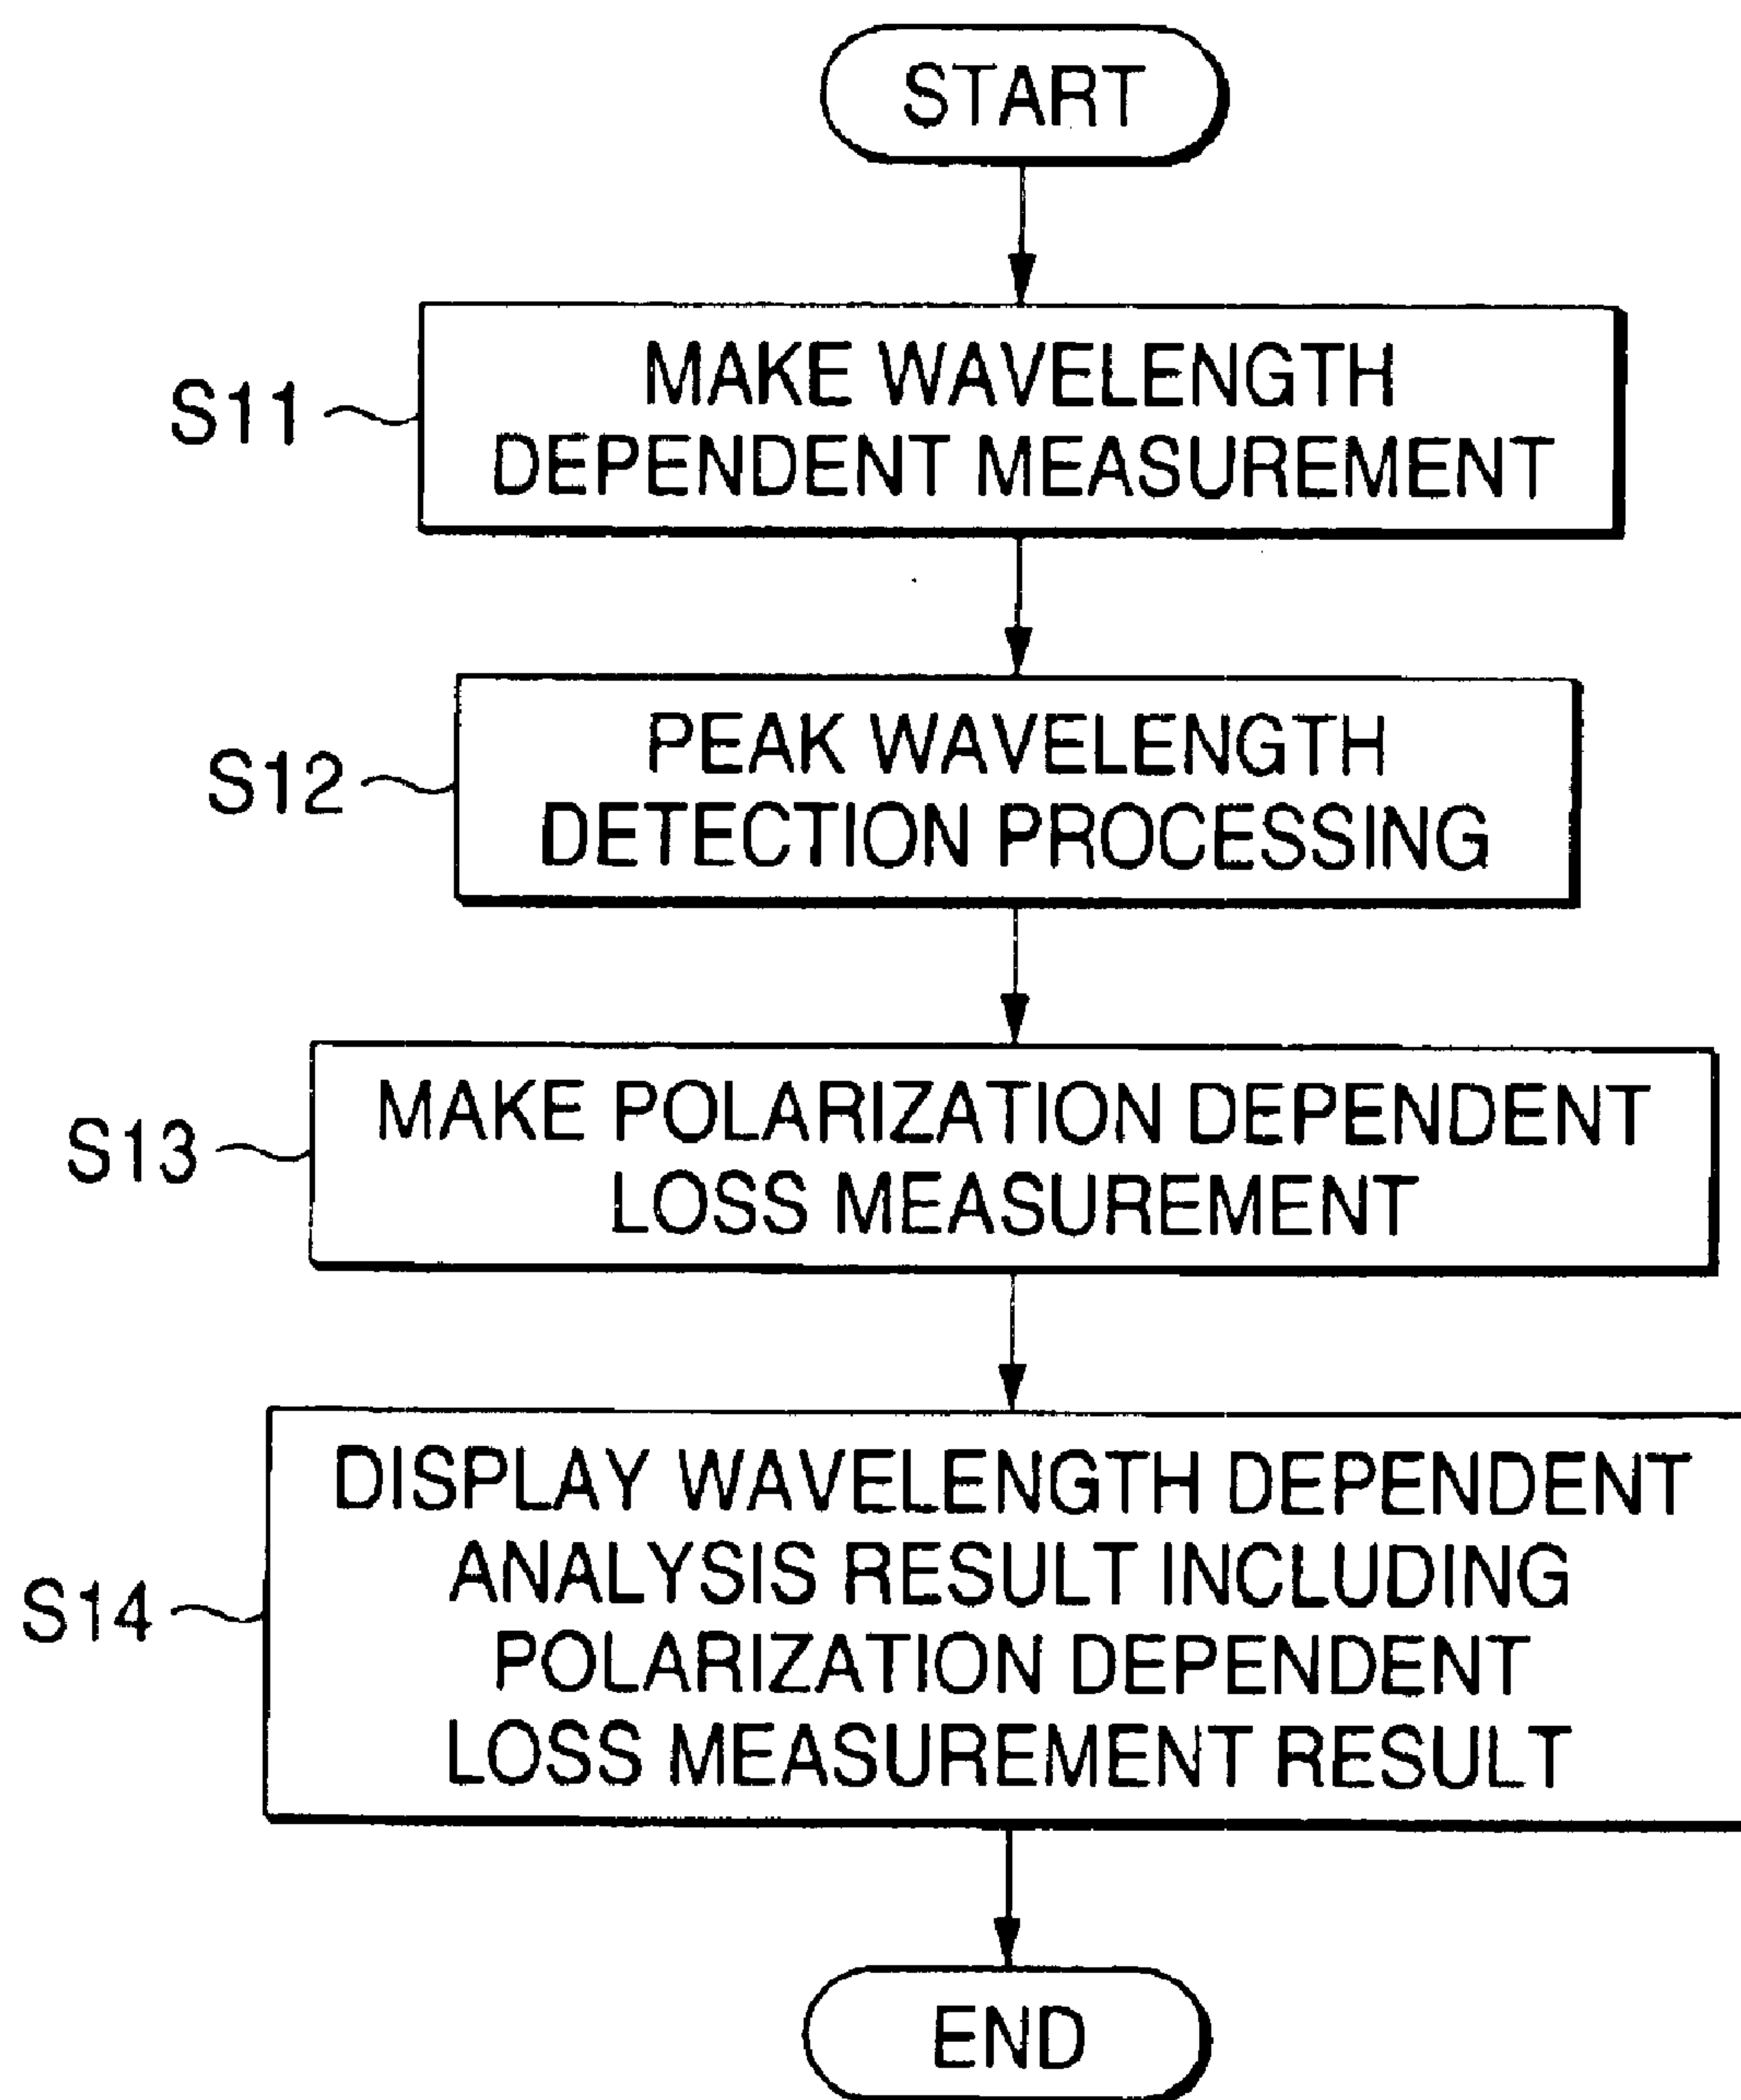 START
S11
MAKE WAVELENGTH
DEPENDENT MEASUREMENT
S12
PEAK WAVELENGTH
DETECTION PROCESSING
S13
MAKE POLARIZATION DEPENDENT
LOSS MEASUREMENT
S14
DISPLAY WAVELENGTH DEPENDENT
ANALYSIS RESULT INCLUDING
POLARIZATION DEPENDENT
LOSS MEASUREMENT RESULT
END